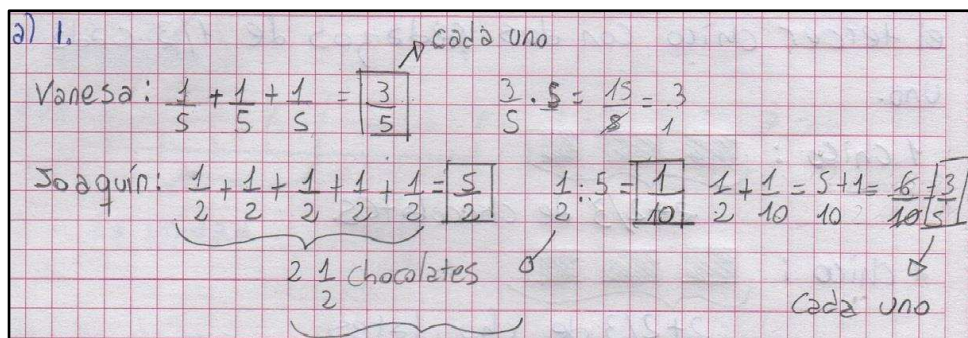 a) 1.
cada uno
Vanesa: 1/5 + 1/5 + 1/5 = 3/5   3/5 · 5 = 15/5 = 3/1
Joaquín: 1/2 + 1/2 + 1/2 + 1/2 + 1/2 = 5/2   1/2 : 5 = 1/10   1/2 + 1/10 = 5+1/10 = 6/10 = 3/5
2 1/2 chocolates
cada uno